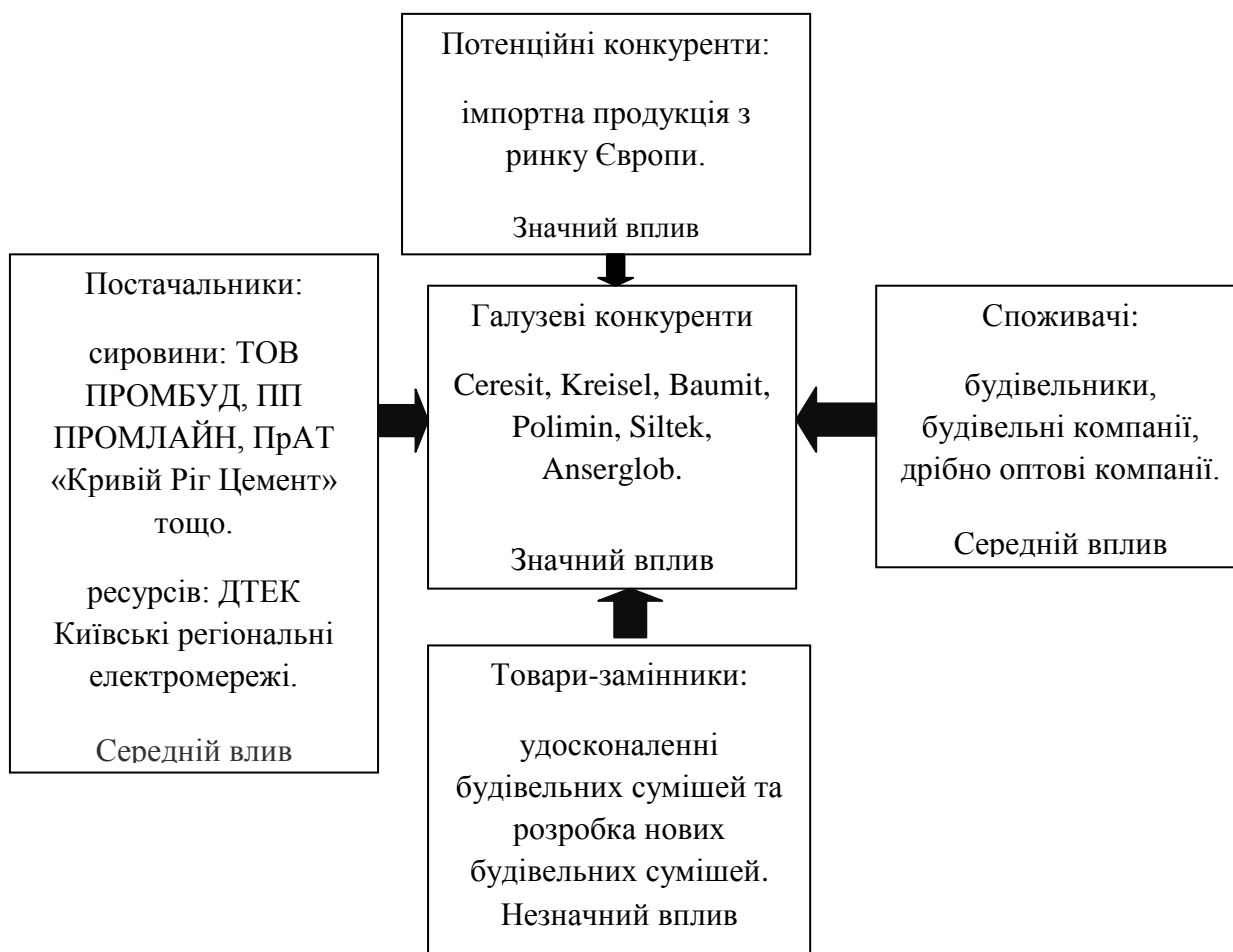 Потенційні конкуренти:
імпортна продукція з
ринку Європи.
Значний вплив
Постачальники:
сировини: ТОВ
ПРОМБУД, ПП
ПРОМЛАЙН, ПрАТ
«Кривій Ріг Цемент»
тощо.
ресурсів: ДТЕК
Київські регіональні
електромережі.
Середній влив
Галузеві конкуренти
Ceresit, Kreisel, Baumit,
Polimin, Siltek,
Anserglob.
Значний вплив
Споживачі:
будівельники,
будівельні компанії,
дрібно оптові компанії.
Середній вплив
Товари-замінники:
удосконаленні
будівельних сумішей та
розробка нових
будівельних сумішей.
Незначний вплив